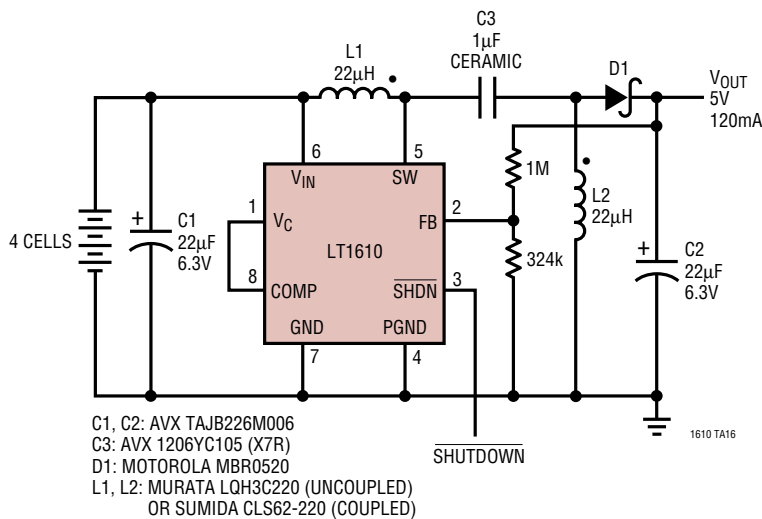 C3
1µF
CERAMIC
L1
22µH
D1
VOUT
5V
120mA
6
5
VIN
SW
1M
L2
22µH
1
VC
FB
2
C1
22µF
6.3V
4 CELLS
LT1610
324k
C2
22µF
6.3V
8
COMP
SHDN
3
GND
PGND
7
4
C1, C2: AVX TAJB226M006
C3: AVX 1206YC105 (X7R)
D1: MOTOROLA MBR0520
L1, L2: MURATA LQH3C220 (UNCOUPLED)
OR SUMIDA CLS62-220 (COUPLED)
SHUTDOWN
1610 TA16